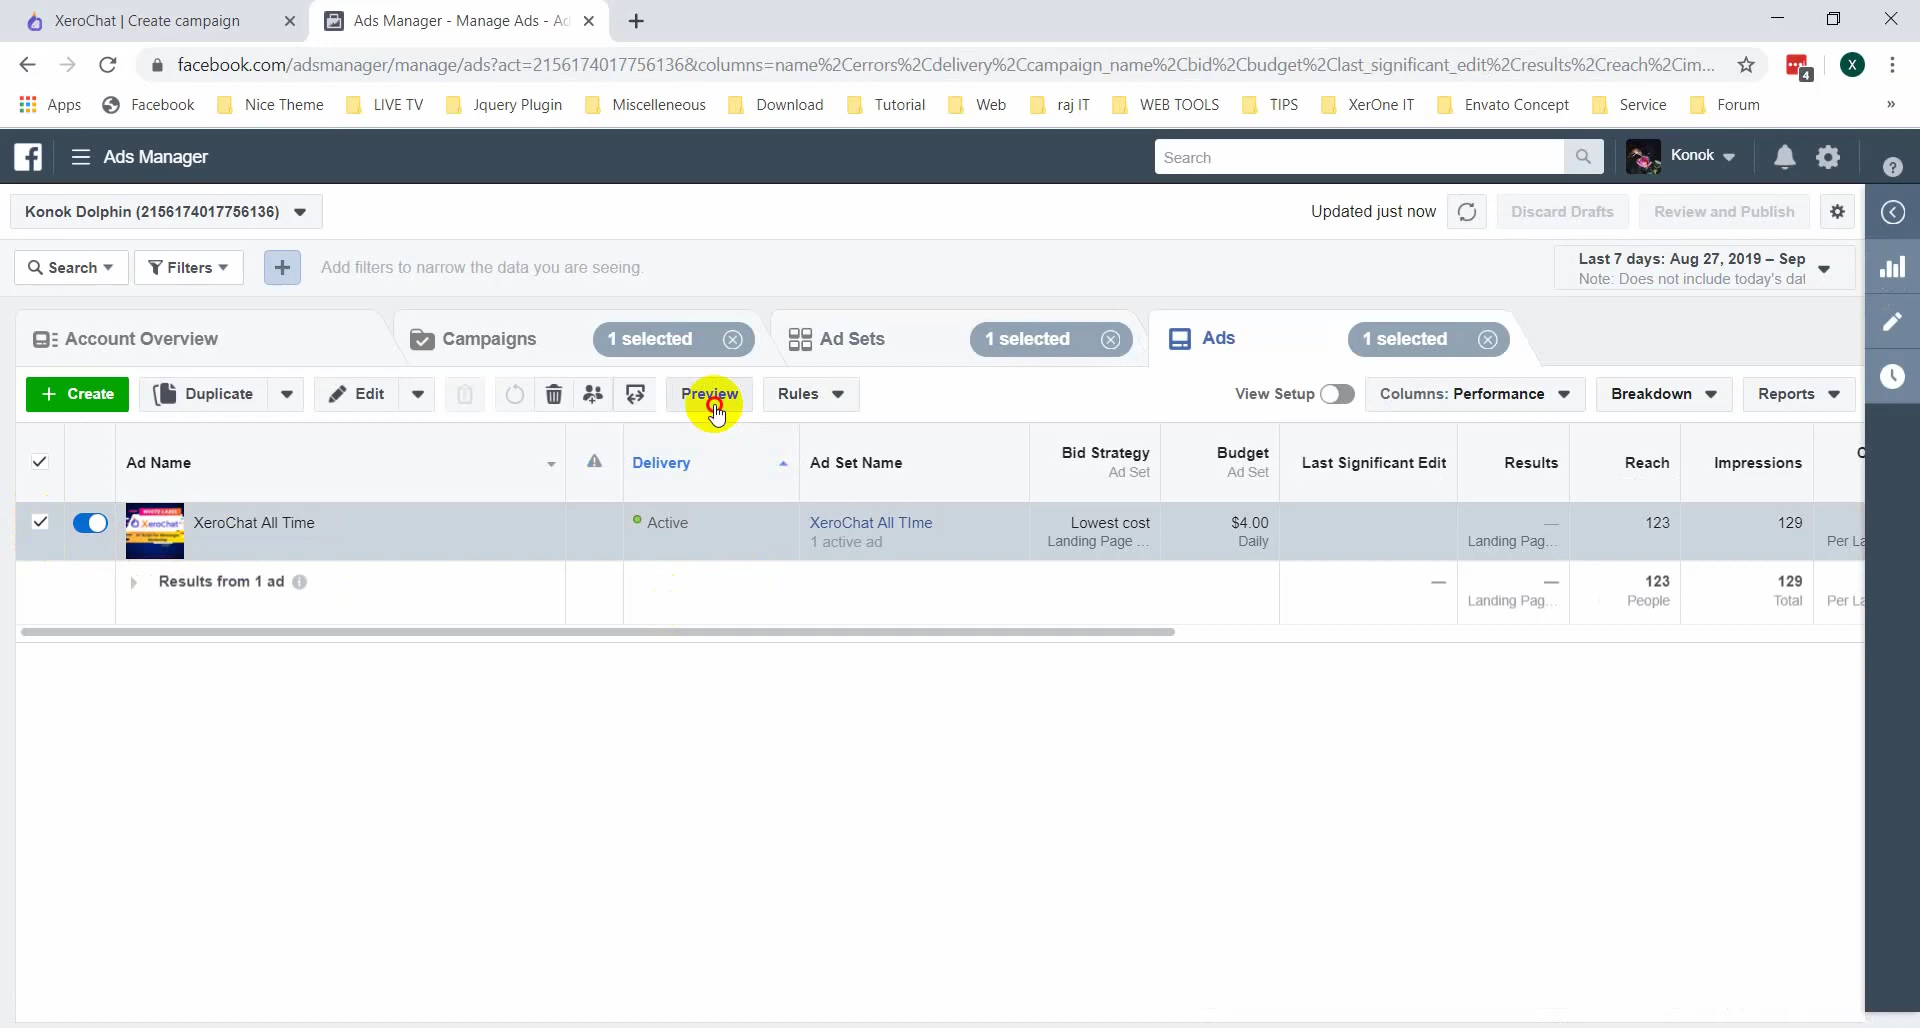 XeroChat | Create campaign
Ads Manager - Manage Ads - Ad
facebook.com/adsmanager/manage/ads?act=2156174017756136&columns=name%2Cerrors%2Cdelivery%2Ccampaign_name%2Cbid%2Cbudget%2Clast_significant_edit%2Cresults%2Creach%2Cim...
4
X
Apps Facebook Nice Theme LIVE TV Jquery Plugin Miscelleneous Download Tutorial Web raj IT WEB TOOLS TIPS XerOne IT Envato Concept Service Forum »
Ads Manager
Search
Konok
Konok Dolphin (2156174017756136)
Updated just now
Discard Drafts
Review and Publish
Search
Filters
Add filters to narrow the data you are seeing.
Last 7 days: Aug 27, 2019 – Sep
Note: Does not include today's dat
Account Overview
Campaigns
1 selected
Ad Sets
1 selected
Ads
1 selected
+ Create
Duplicate
Edit
Preview
Rules
View Setup
Columns: Performance
Breakdown
Reports
Ad Name
Delivery
Ad Set Name
Bid Strategy
Ad Set
Budget
Ad Set
Last Significant Edit
Results
Reach
Impressions
C
WHITE LABEL
XeroChat
XeroChat All Time
Active
XeroChat All TIme
1 active ad
Lowest cost
Landing Page ...
$4.00
Daily
—
Landing Pag...
123
129
Per La
Results from 1 ad
—
—
Landing Pag...
123
People
129
Total
Per La